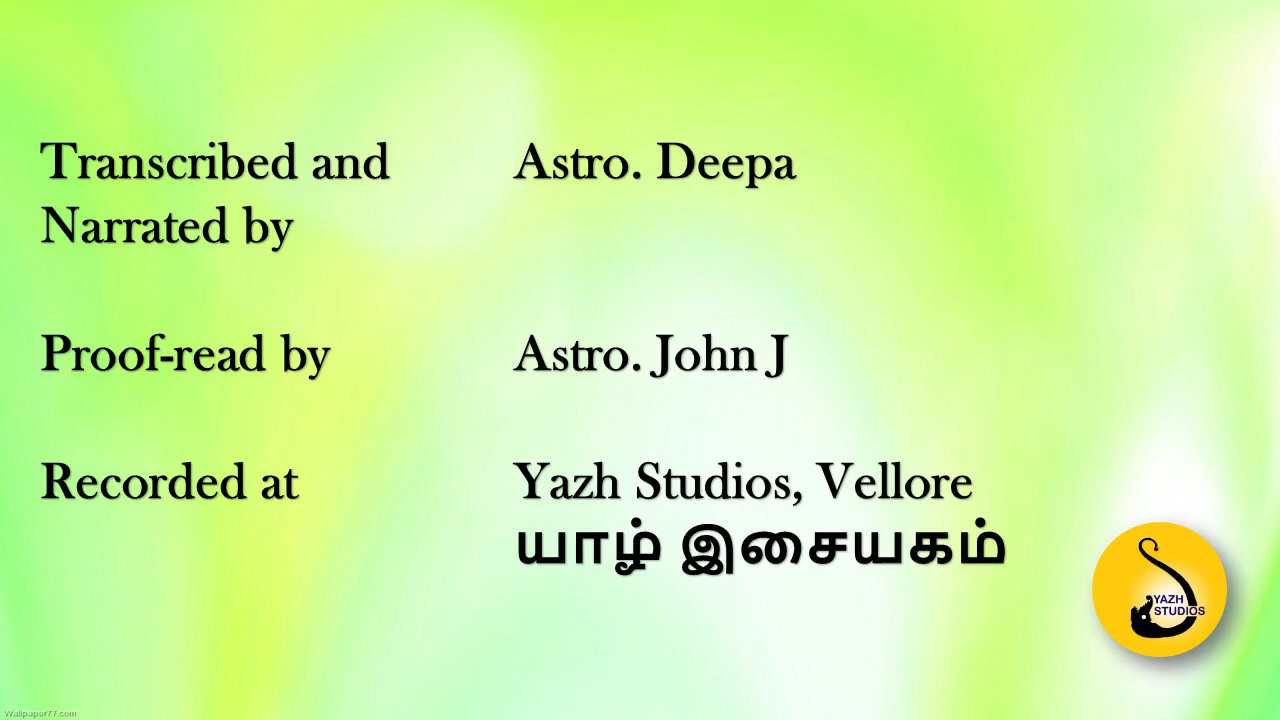 Transcribed and Astro. Deepa
Narrated by
Proof-read by Astro. John J
Recorded at Yazh Studios, Vellore
யாழ் இசையகம்
YAZH
STUDIOS
Wallpaper77.com